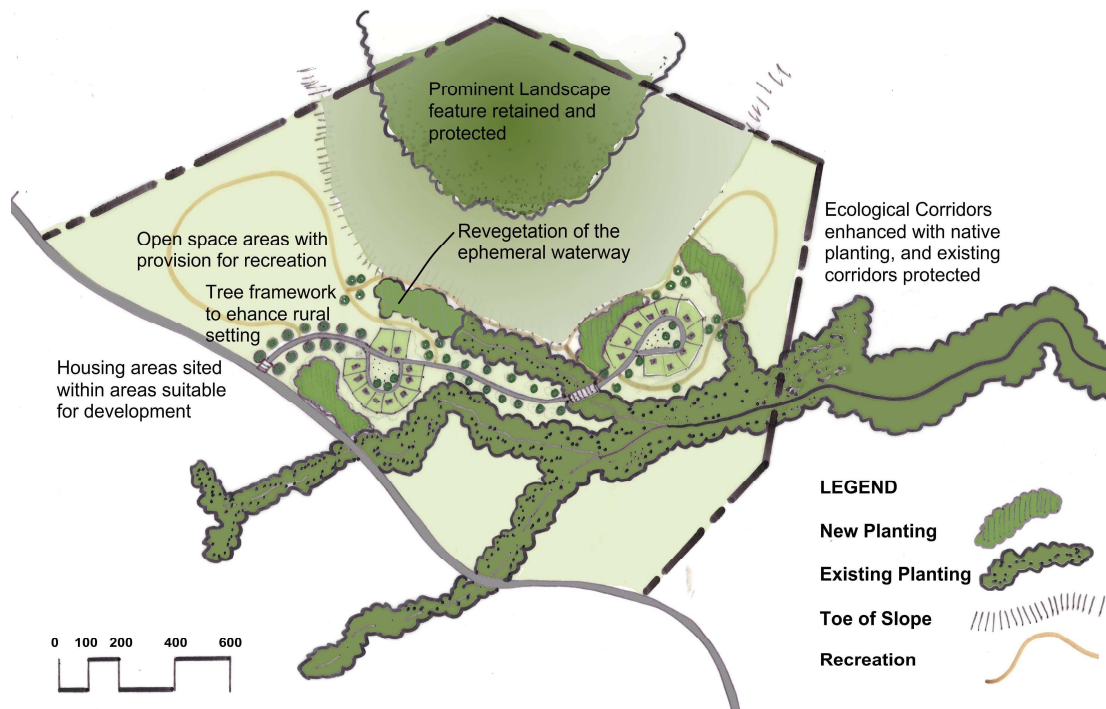 Prominent Landscape
feature retained and
protected
Revegetation of the
ephemeral waterway
Open space areas with
provision for recreation
Tree framework
to ehance rural
setting
Housing areas sited
within areas suitable
for development
Ecological Corridors
enhanced with native
planting, and existing
corridors protected
LEGEND
New Planting
Existing Planting
Toe of Slope
Recreation
0 100 200 400 600